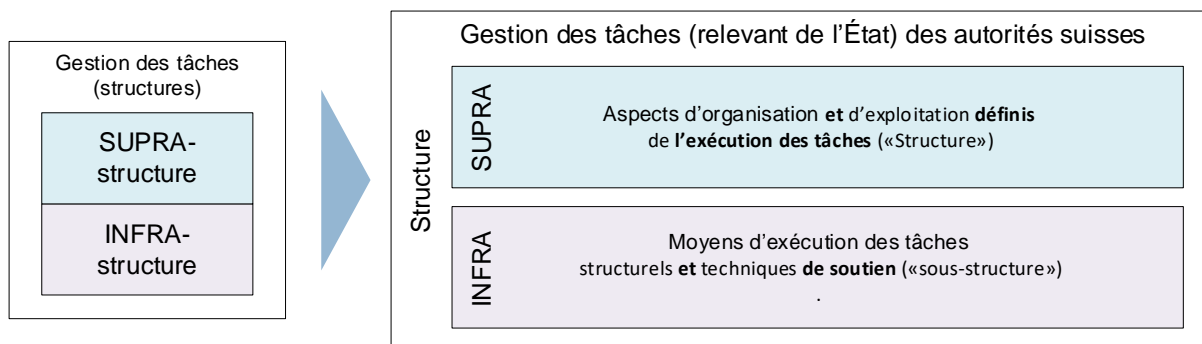 Gestion des tâches
(structures)
SUPRA-
structure
INFRA-
structure
Gestion des tâches (relevant de l’État) des autorités suisses
Structure
SUPRA
Aspects d’organisation et d’exploitation définis
de l’exécution des tâches («Structure»)
INFRA
Moyens d’exécution des tâches
structurels et techniques de soutien («sous-structure»)
.